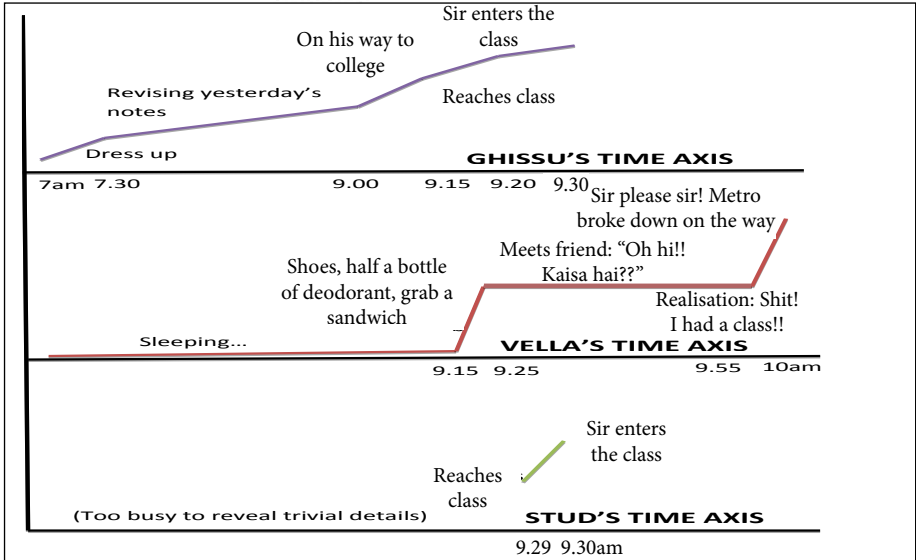 Sir enters the
class
On his way to
college
Revising yesterday's
notes
Reaches class
Dress up
GHISSU'S TIME AXIS
7am 7.30 9.00 9.15 9.20 9.30
Sir please sir! Metro
broke down on the way
Meets friend: "Oh hi!!
Kaisa hai??"
Shoes, half a bottle
of deodorant, grab a
sandwich
Realisation: Shit!
I had a class!!
Sleeping...
VELLA'S TIME AXIS
9.15 9.25 9.55 10am
Sir enters
the class
Reaches
class
(Too busy to reveal trivial details)
STUD'S TIME AXIS
9.29 9.30am